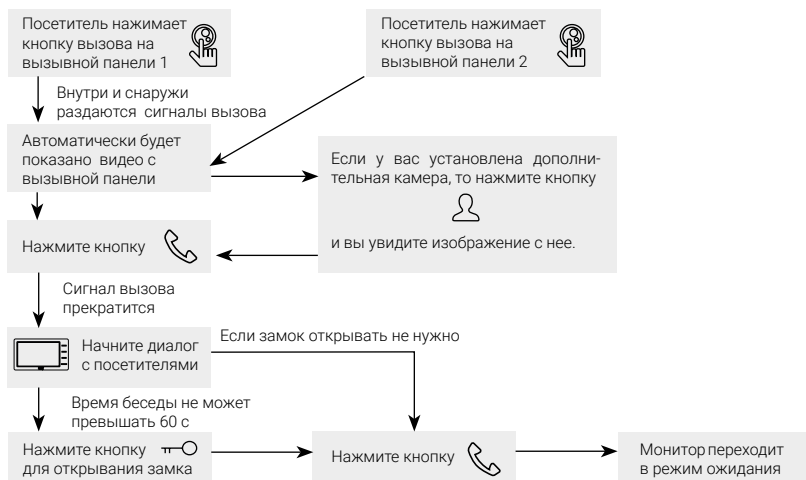 Посетитель нажимает
кнопку вызова на
вызывной панели 1
Посетитель нажимает
кнопку вызова на
вызывной панели 2
Внутри и снаружи
раздаются сигналы вызова
Автоматически будет
показано видео с
вызывной панели
Если у вас установлена дополни-
тельная камера, то нажмите кнопку
и вы увидите изображение с нее.
Нажмите кнопку
Сигнал вызова
прекратится
Начните диалог
с посетителями
Если замок открывать не нужно
Время беседы не может
превышать 60 с
Нажмите кнопку
для открывания замка
Нажмите кнопку
Монитор переходит
в режим ожидания